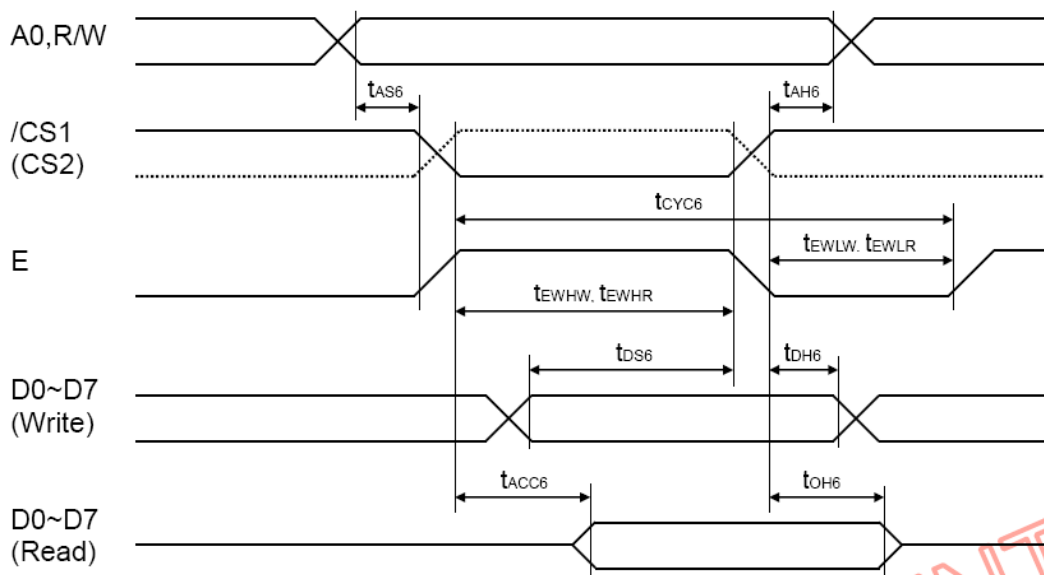 A0,R/W
tAS6
tAH6
/CS1
(CS2)
tCYC6
tEWLW. tEWLR
E
tEWHW, tEWHR
tDS6
tDH6
D0~D7
(Write)
tACC6
tOH6
D0~D7
(Read)